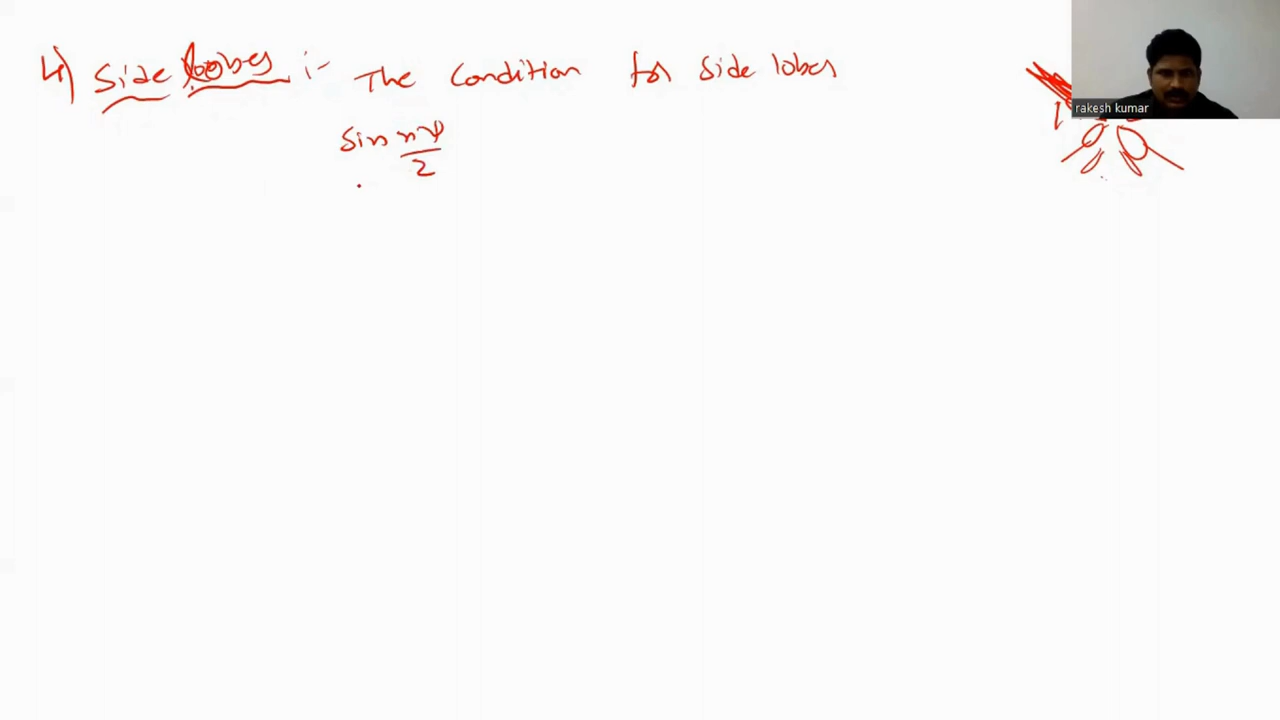 4) Side lobes :- The Condition for Side lobes
Sin nψ/2
rakesh kumar